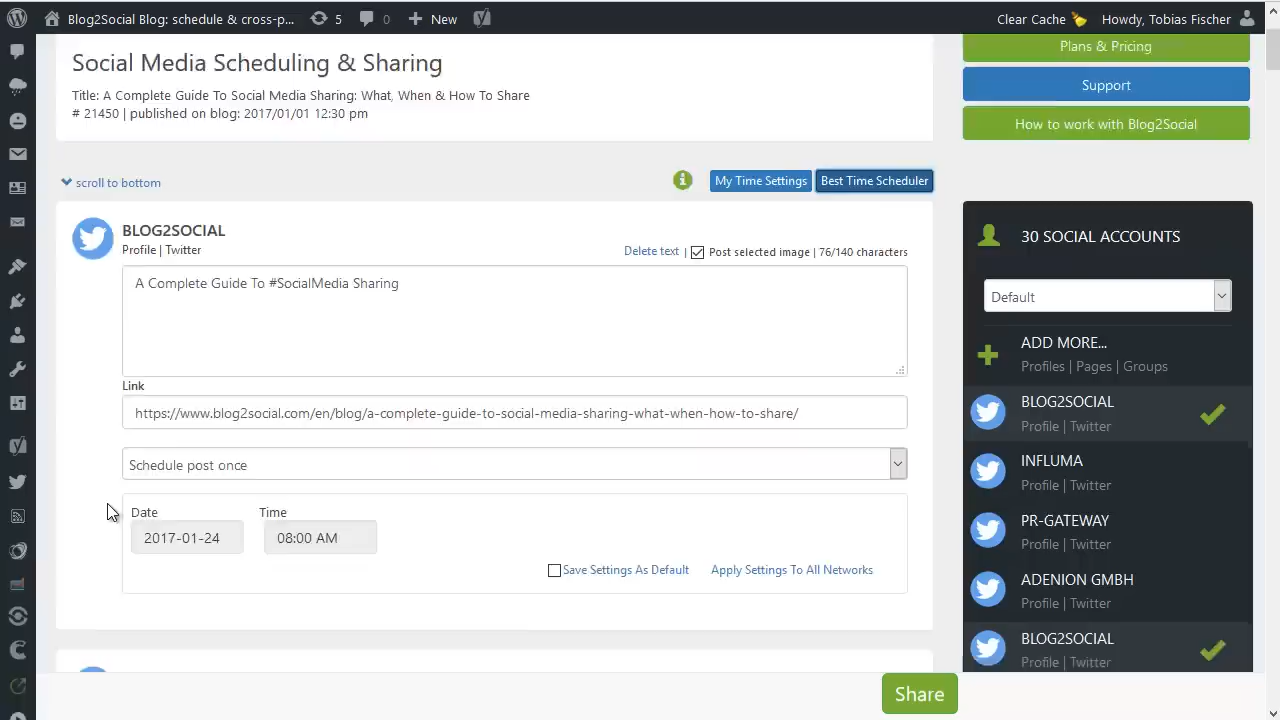 Blog2Social Blog: schedule & cross-p... 5 0 New Clear Cache Howdy, Tobias Fischer
Social Media Scheduling & Sharing
Title: A Complete Guide To Social Media Sharing: What, When & How To Share
# 21450 | published on blog: 2017/01/01 12:30 pm
Plans & Pricing
Support
How to work with Blog2Social
scroll to bottom
My Time Settings Best Time Scheduler
BLOG2SOCIAL
Profile | Twitter
Delete text | Post selected image | 76/140 characters
A Complete Guide To #SocialMedia Sharing
Link
https://www.blog2social.com/en/blog/a-complete-guide-to-social-media-sharing-what-when-how-to-share/
Schedule post once
Date Time
2017-01-24 08:00 AM
Save Settings As Default Apply Settings To All Networks
30 SOCIAL ACCOUNTS
Default
ADD MORE...
Profiles | Pages | Groups
BLOG2SOCIAL
Profile | Twitter
INFLUMA
Profile | Twitter
PR-GATEWAY
Profile | Twitter
ADENION GMBH
Profile | Twitter
BLOG2SOCIAL
Profile | Twitter
Share